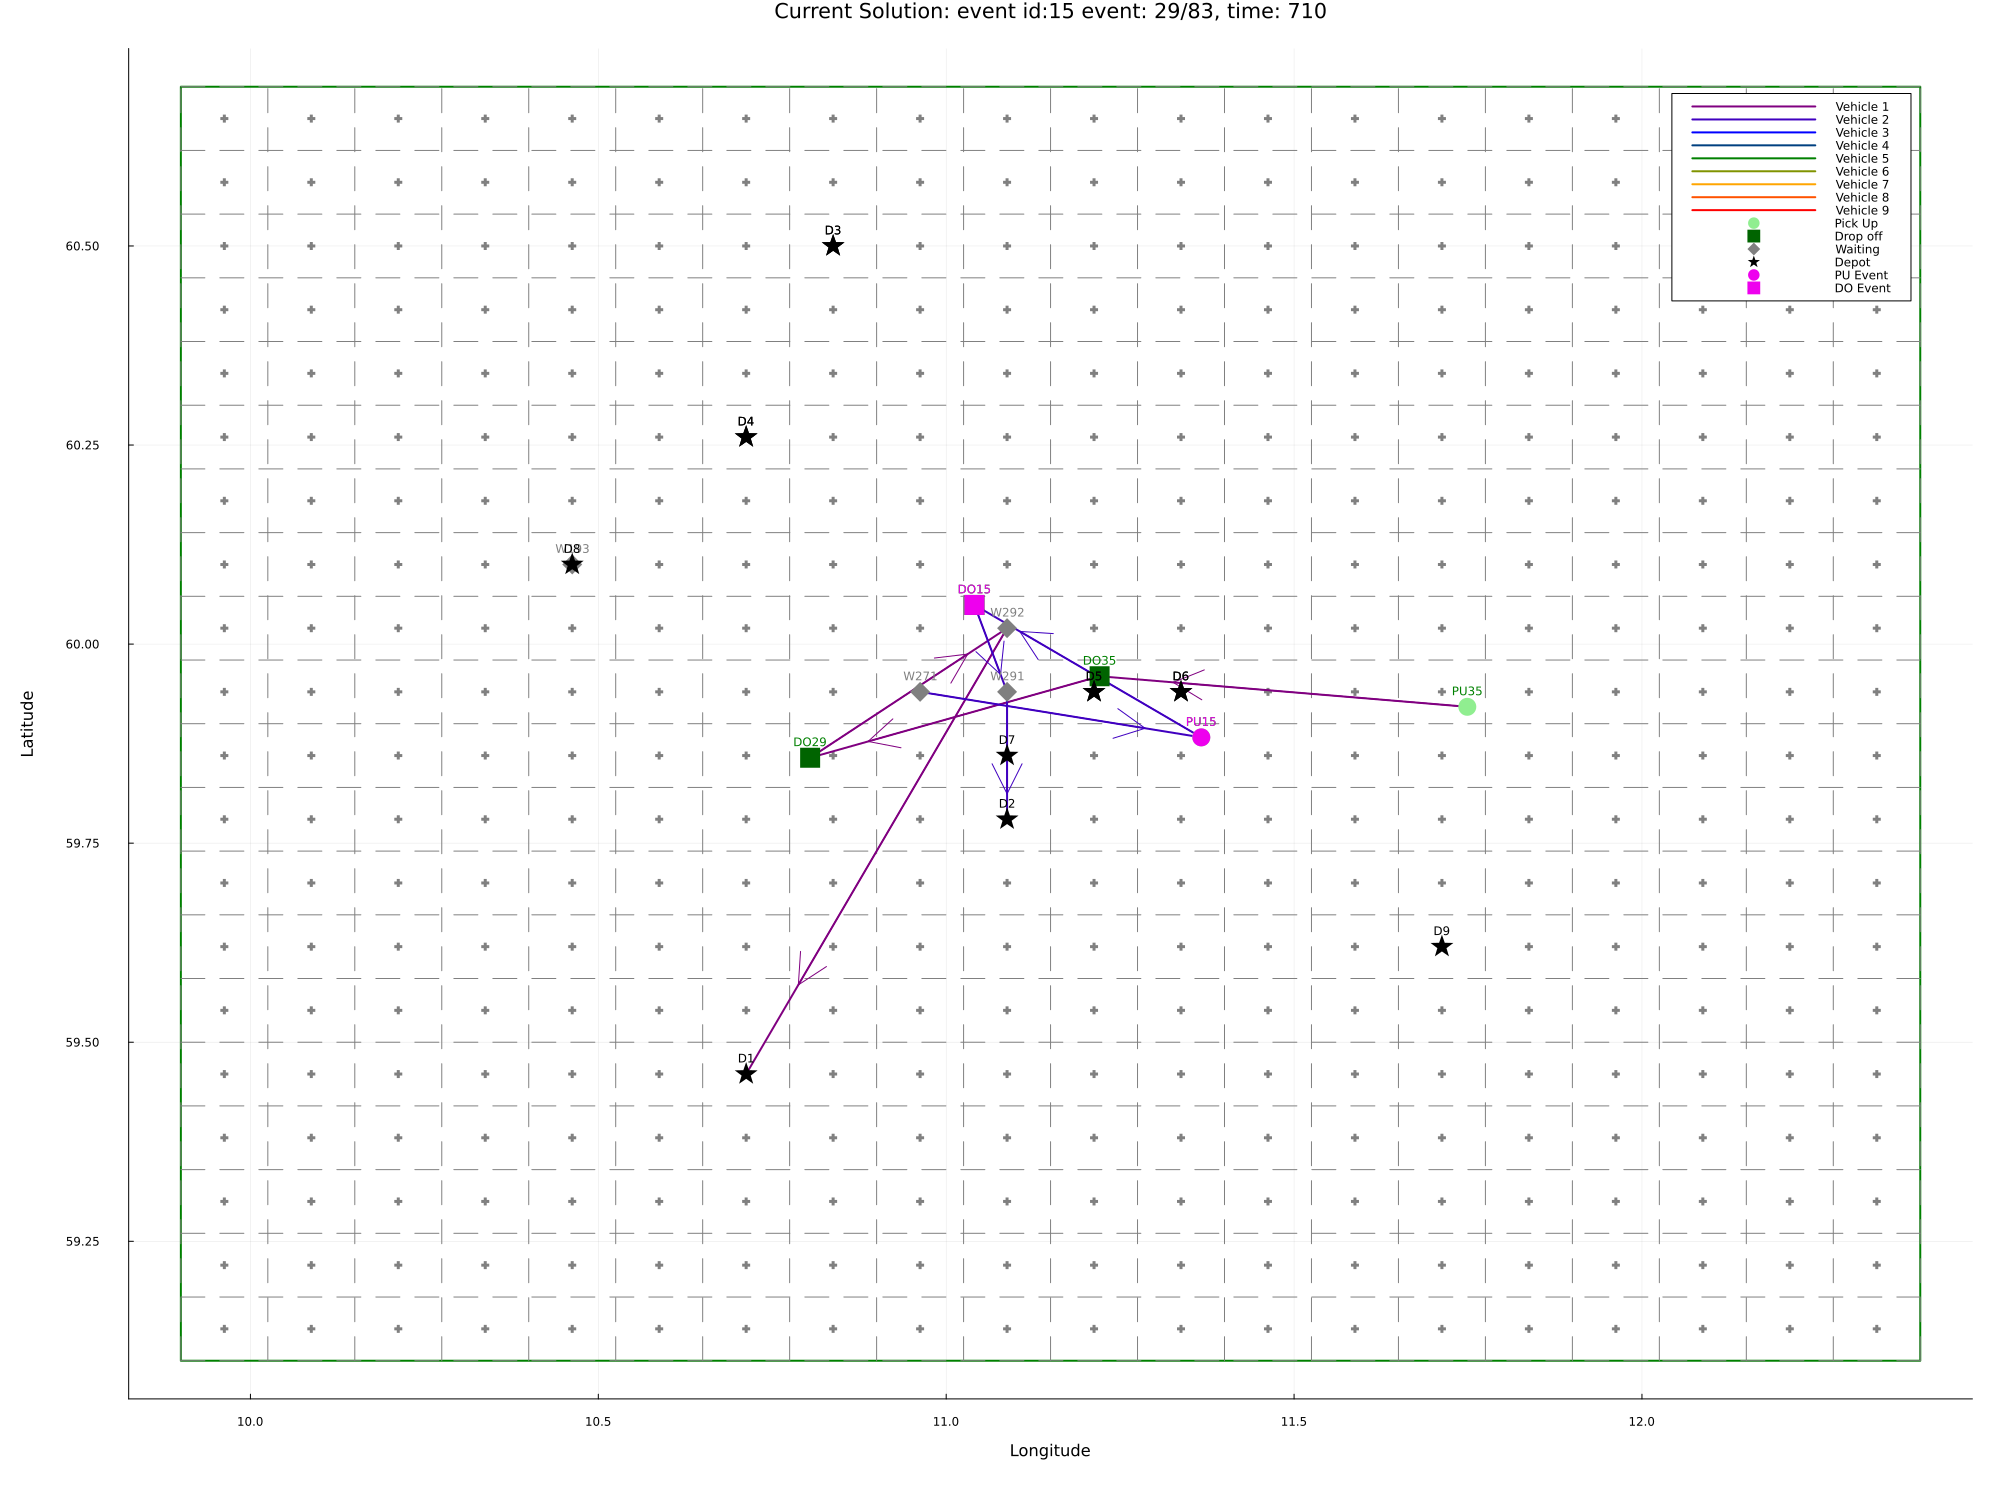 Current Solution: event id:15 event: 29/83, time: 710
Vehicle 1
Vehicle 2
Vehicle 3
Vehicle 4
Vehicle 5
Vehicle 6
Vehicle 7
Vehicle 8
Vehicle 9
Pick Up
Drop off
Waiting
Depot
PU Event
DO Event
D3
60.50
D4
60.25
D8
DO15
W292
60.00
DO35
W271
W291
D5
D6
PU35
PU15
DO29
D7
D2
59.75
D9
D1
59.50
59.25
Latitude
10.0
10.5
11.0
11.5
12.0
Longitude